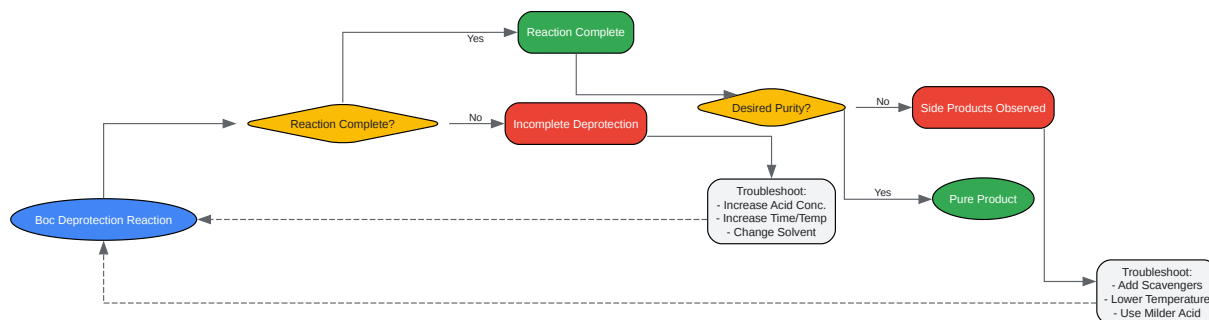 Reaction Complete
Yes
Desired Purity?
No
Side Products Observed
Reaction Complete?
No
Incomplete Deprotection
Troubleshoot:
- Increase Acid Conc.
- Increase Time/Temp
- Change Solvent
Yes
Pure Product
Boc Deprotection Reaction
Troubleshoot:
- Add Scavengers
- Lower Temperature
- Use Milder Acid